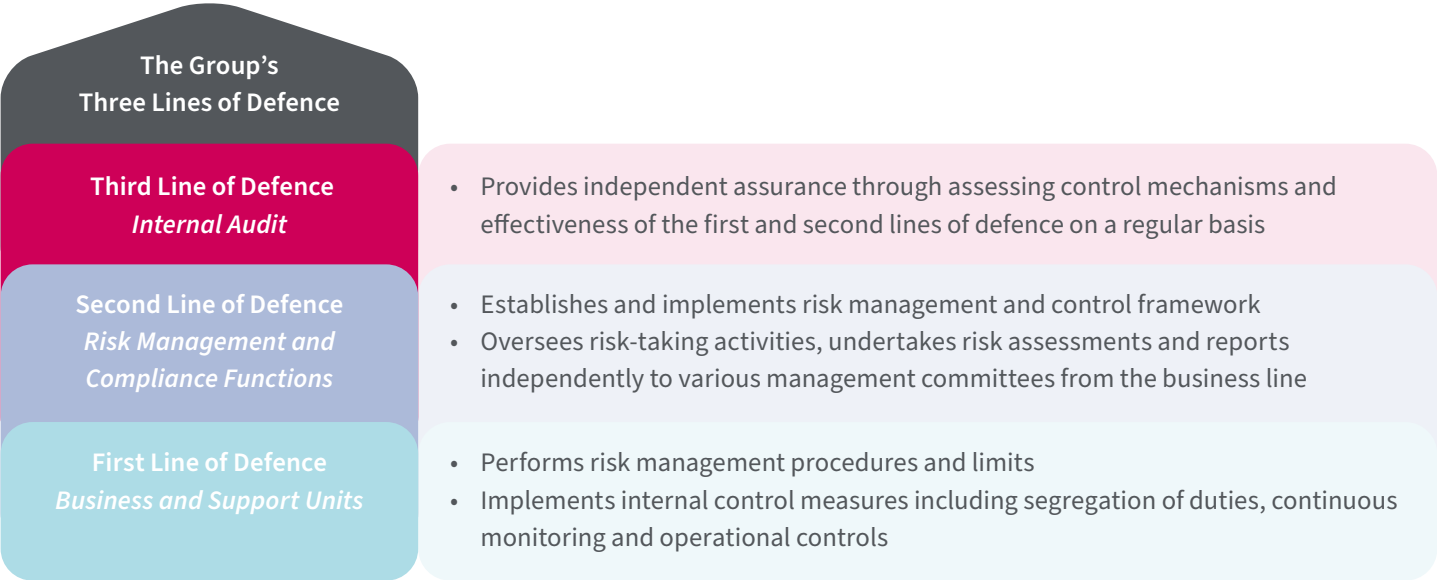 The Group’s
Three Lines of Defence
Third Line of Defence
Internal Audit
• Provides independent assurance through assessing control mechanisms and
effectiveness of the first and second lines of defence on a regular basis
Second Line of Defence
Risk Management and
Compliance Functions
• Establishes and implements risk management and control framework
• Oversees risk-taking activities, undertakes risk assessments and reports
independently to various management committees from the business line
First Line of Defence
Business and Support Units
• Performs risk management procedures and limits
• Implements internal control measures including segregation of duties, continuous
monitoring and operational controls